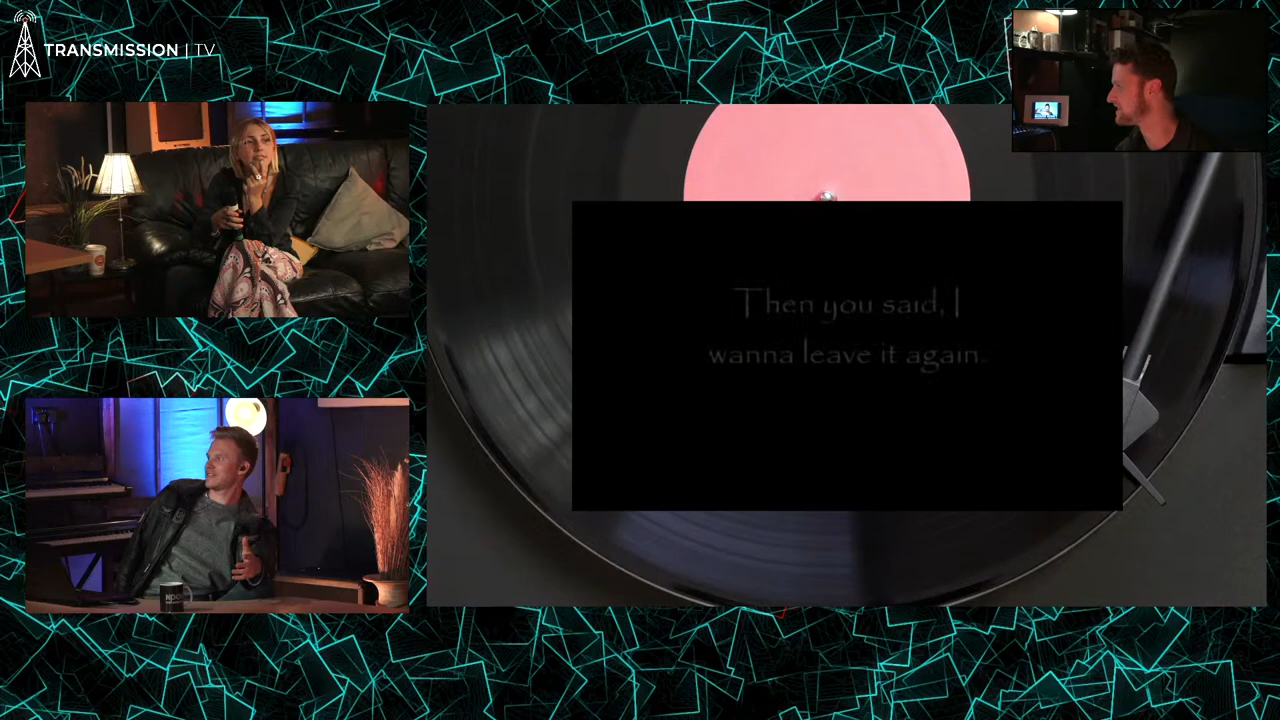 TRANSMISSION | TV
Then you said, I
wanna leave it again.